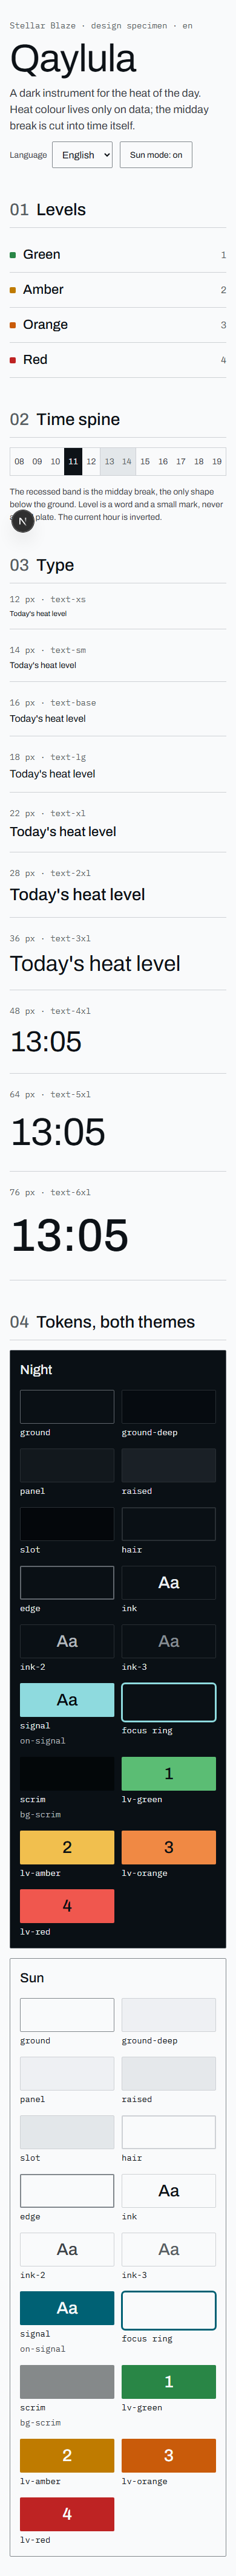 Stellar Blaze · design specimen · en
Qaylula
A dark instrument for the heat of the day.
Heat colour lives only on data; the midday
break is cut into time itself.
Language English Sun mode: on
01 Levels
Green 1
Amber 2
Orange 3
Red 4
02 Time spine
08 09 10 11 12 13 14 15 16 17 18 19
The recessed band is the midday break, the only shape
below the ground. Level is a word and a small mark, never
plate. The current hour is inverted.
N
03 Type
12 px · text-xs
Today's heat level
14 px · text-sm
Today's heat level
16 px · text-base
Today's heat level
18 px · text-lg
Today's heat level
22 px · text-xl
Today's heat level
28 px · text-2xl
Today's heat level
36 px · text-3xl
Today's heat level
48 px · text-4xl
13:05
64 px · text-5xl
13:05
76 px · text-6xl
13:05
04 Tokens, both themes
Night
ground ground-deep
panel raised
slot hair
Aa
edge ink
Aa Aa
ink-2 ink-3
Aa
signal focus ring
on-signal
1
scrim lv-green
bg-scrim
2 3
lv-amber lv-orange
4
lv-red
Sun
ground ground-deep
panel raised
slot hair
Aa
edge ink
Aa Aa
ink-2 ink-3
Aa
signal focus ring
on-signal
1
scrim lv-green
bg-scrim
2 3
lv-amber lv-orange
4
lv-red